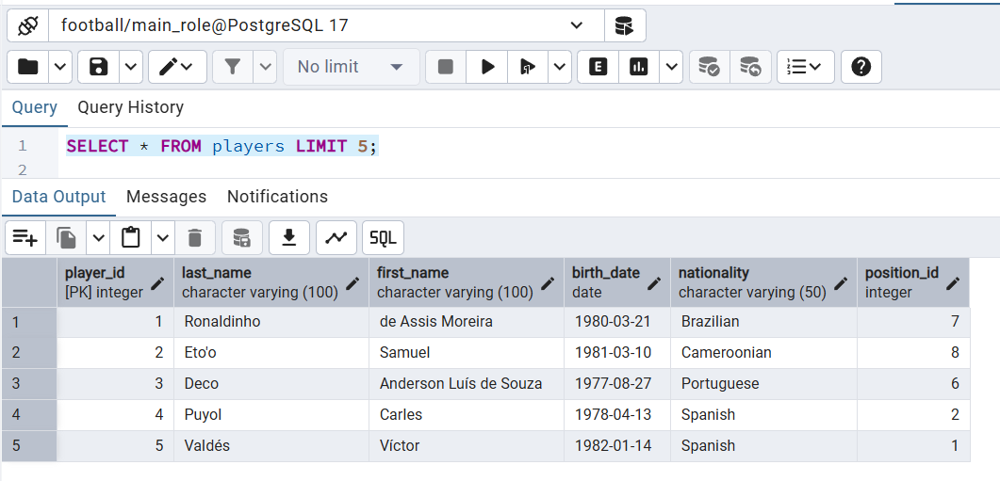 football/main_role@PostgreSQL 17
No limit E ?
Query Query History
1 SELECT * FROM players LIMIT 5;
2
Data Output Messages Notifications
SQL
player_id last_name first_name birth_date nationality position_id
[PK] integer character varying (100) character varying (100) date character varying (50) integer
1 1 Ronaldinho de Assis Moreira 1980-03-21 Brazilian 7
2 2 Eto'o Samuel 1981-03-10 Cameroonian 8
3 3 Deco Anderson Luís de Souza 1977-08-27 Portuguese 6
4 4 Puyol Carles 1978-04-13 Spanish 2
5 5 Valdés Víctor 1982-01-14 Spanish 1